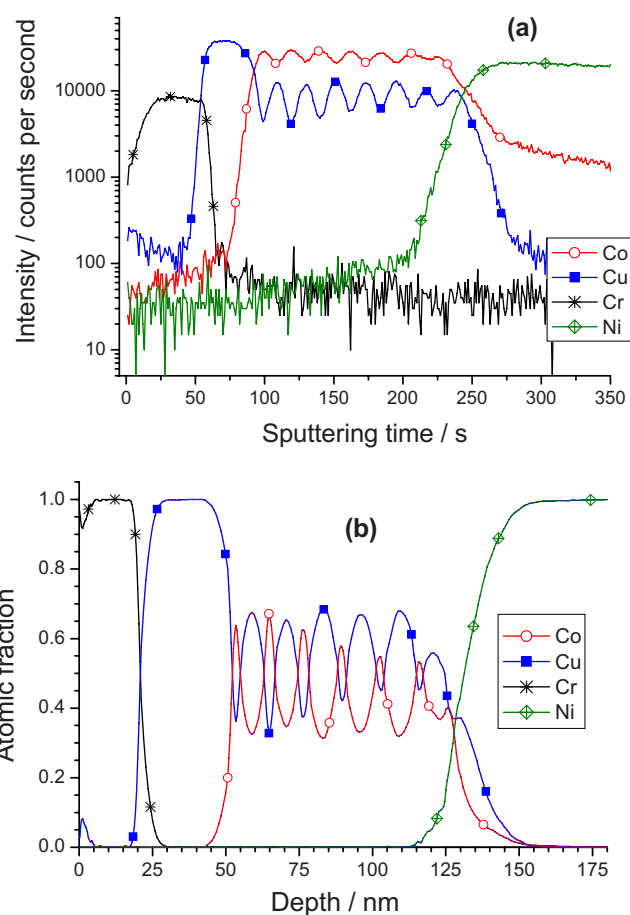 (a)
Intensity / counts per second
10000
1000
100
10
0 50 100 150 200 250 300 350
Sputtering time / s
Co
Cu
Cr
Ni
(b)
Atomic fraction
1.0
0.8
0.6
0.4
0.2
0.0
0 25 50 75 100 125 150 175
Depth / nm
Co
Cu
Cr
Ni